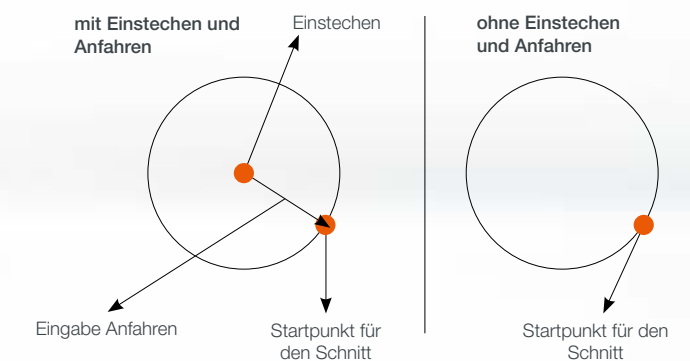 mit Einstechen und
Anfahren
Einstechen
Eingabe Anfahren
Startpunkt für
den Schnitt
ohne Einstechen
und Anfahren
Startpunkt für den
Schnitt